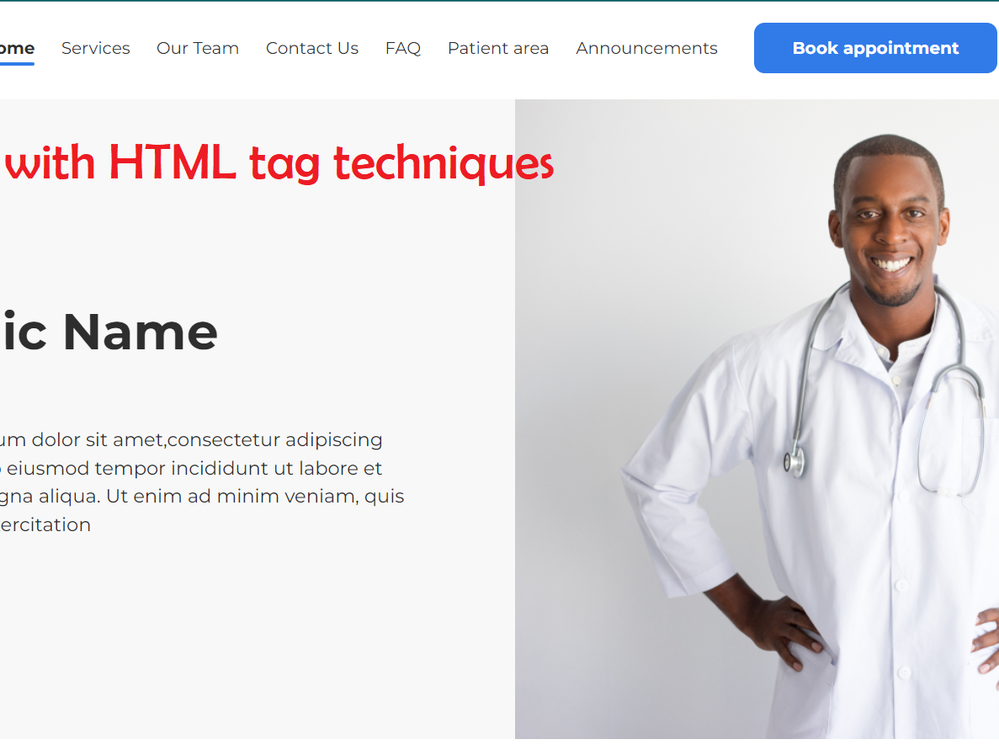 ome Services Our Team Contact Us FAQ Patient area Announcements Book appointment
with HTML tag techniques
ic Name
um dolor sit amet,consectetur adipiscing
eiusmod tempor incididunt ut labore et
gna aliqua. Ut enim ad minim veniam, quis
ercitation